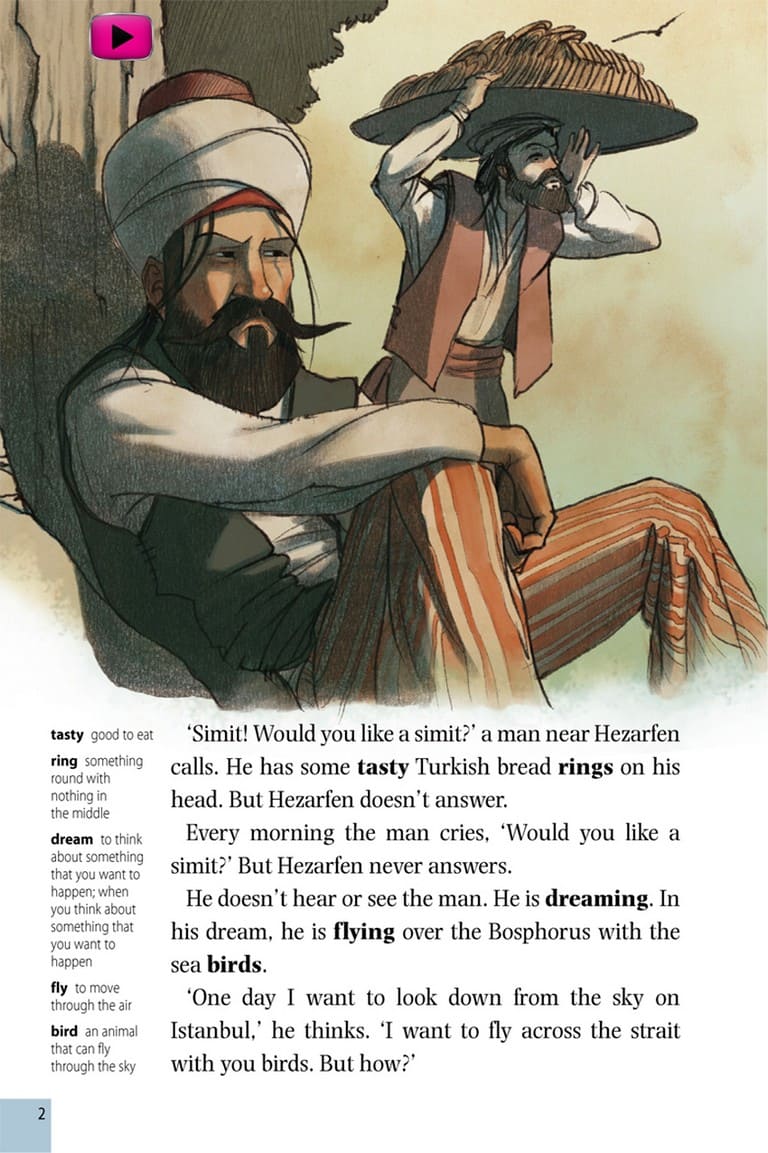 tasty good to eat
ring something
round with
nothing in
the middle
dream to think
about something
that you want to
happen; when
you think about
something that
you want to
happen
fly to move
through the air
bird an animal
that can fly
through the sky
‘Simit! Would you like a simit?’ a man near Hezarfen
calls. He has some tasty Turkish bread rings on his
head. But Hezarfen doesn’t answer.
Every morning the man cries, ‘Would you like a
simit?’ But Hezarfen never answers.
He doesn’t hear or see the man. He is dreaming. In
his dream, he is flying over the Bosphorus with the
sea birds.
‘One day I want to look down from the sky on
Istanbul,’ he thinks. ‘I want to fly across the strait
with you birds. But how?’
2